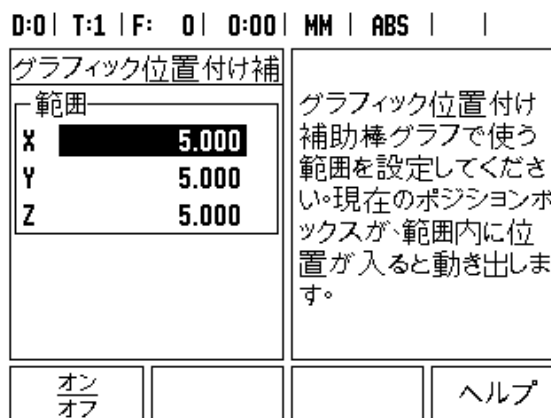 D:0 | T:1 | F: 0 | 0:00 | MM | ABS | |
グラフィック位置付け補
範囲
X 5.000
Y 5.000
Z 5.000
グラフィック位置付け
補助棒グラフで使う
範囲を設定してくださ
い。現在のポジションボ
ックスが、範囲内に位
置が入ると動き出しま
す。
オン
オフ
ヘルプ